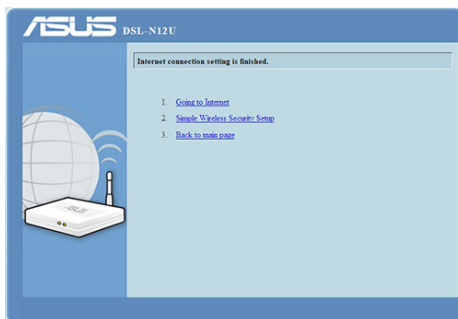 ASUS DSL-N12U
Internet connection setting is finished.
1. Going to Internet
2. Simple Wireless Security Setup
3. Back to main page
ASUS